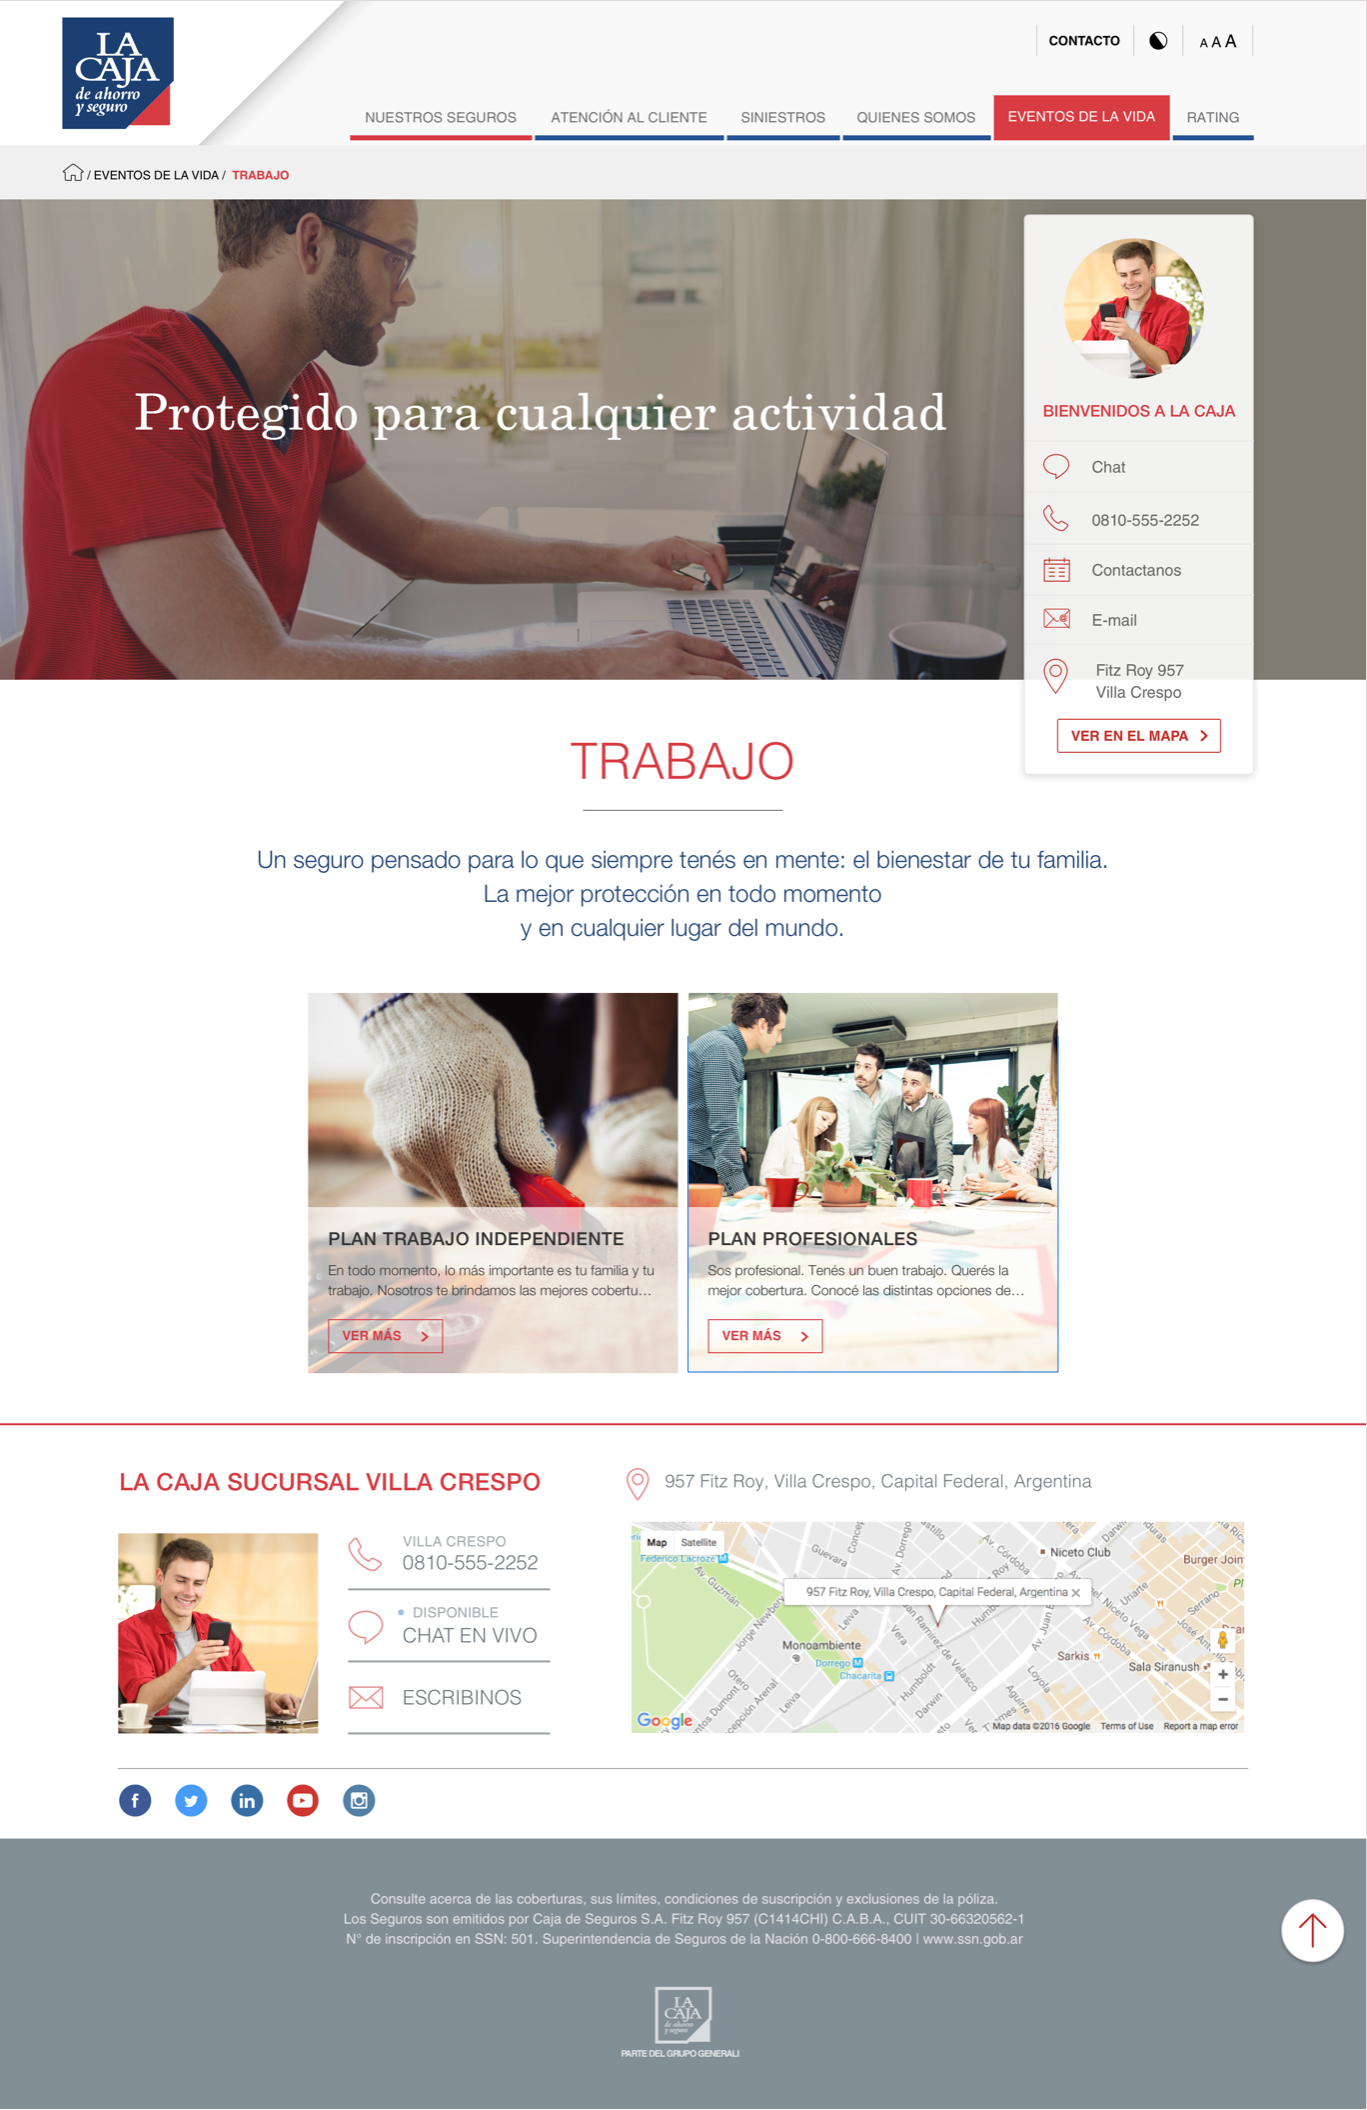 LA
CAJA
de ahorro
y seguro
CONTACTO
A A A
NUESTROS SEGUROS
ATENCIÓN AL CLIENTE
SINIESTROS
QUIENES SOMOS
EVENTOS DE LA VIDA
RATING
/ EVENTOS DE LA VIDA / TRABAJO
Protegido para cualquier actividad
BIENVENIDOS A LA CAJA
Chat
0810-555-2252
Contactanos
E-mail
Fitz Roy 957
Villa Crespo
VER EN EL MAPA
TRABAJO
Un seguro pensado para lo que siempre tenés en mente: el bienestar de tu familia.
La mejor protección en todo momento
y en cualquier lugar del mundo.
PLAN TRABAJO INDEPENDIENTE
En todo momento, lo más importante es tu familia y tu
trabajo. Nosotros te brindamos las mejores cobertu...
VER MÁS
PLAN PROFESIONALES
Sos profesional. Tenés un buen trabajo. Querés la
mejor cobertura. Conocé las distintas opciones de...
VER MÁS
LA CAJA SUCURSAL VILLA CRESPO
VILLA CRESPO
0810-555-2252
DISPONIBLE
CHAT EN VIVO
ESCRIBINOS
957 Fitz Roy, Villa Crespo, Capital Federal, Argentina
Map
Satellite
Federico Lacroze
Guevara
Av. Dorrego
Av. Córdoba
Niceto Club
Burger Join
Av. Guzmán
957 Fitz Roy, Villa Crespo, Capital Federal, Argentina
Uriarte
Serrano
Niceto Vega
Jorge Newbery
Leiva
Vera
Juan Ramírez de Velasco
Av. Juan B
Av. Córdoba
Monoambiente
Dorrego
Chacarita
Humboldt
Darwin
Loyola
Aguirre
Sarkis
Sala Siranush
Otero
Leiva
Google
Map data ©2016 Google
Terms of Use
Report a map error
Consulte acerca de las coberturas, sus límites, condiciones de suscripción y exclusiones de la póliza.
Los Seguros son emitidos por Caja de Seguros S.A. Fitz Roy 957 (C1414CHI) C.A.B.A., CUIT 30-66320562-1
N° de inscripción en SSN: 501. Superintendencia de Seguros de la Nación 0-800-666-8400 | www.ssn.gob.ar
LA
CAJA
de ahorro
y seguro
PARTE DEL GRUPO GENERALI